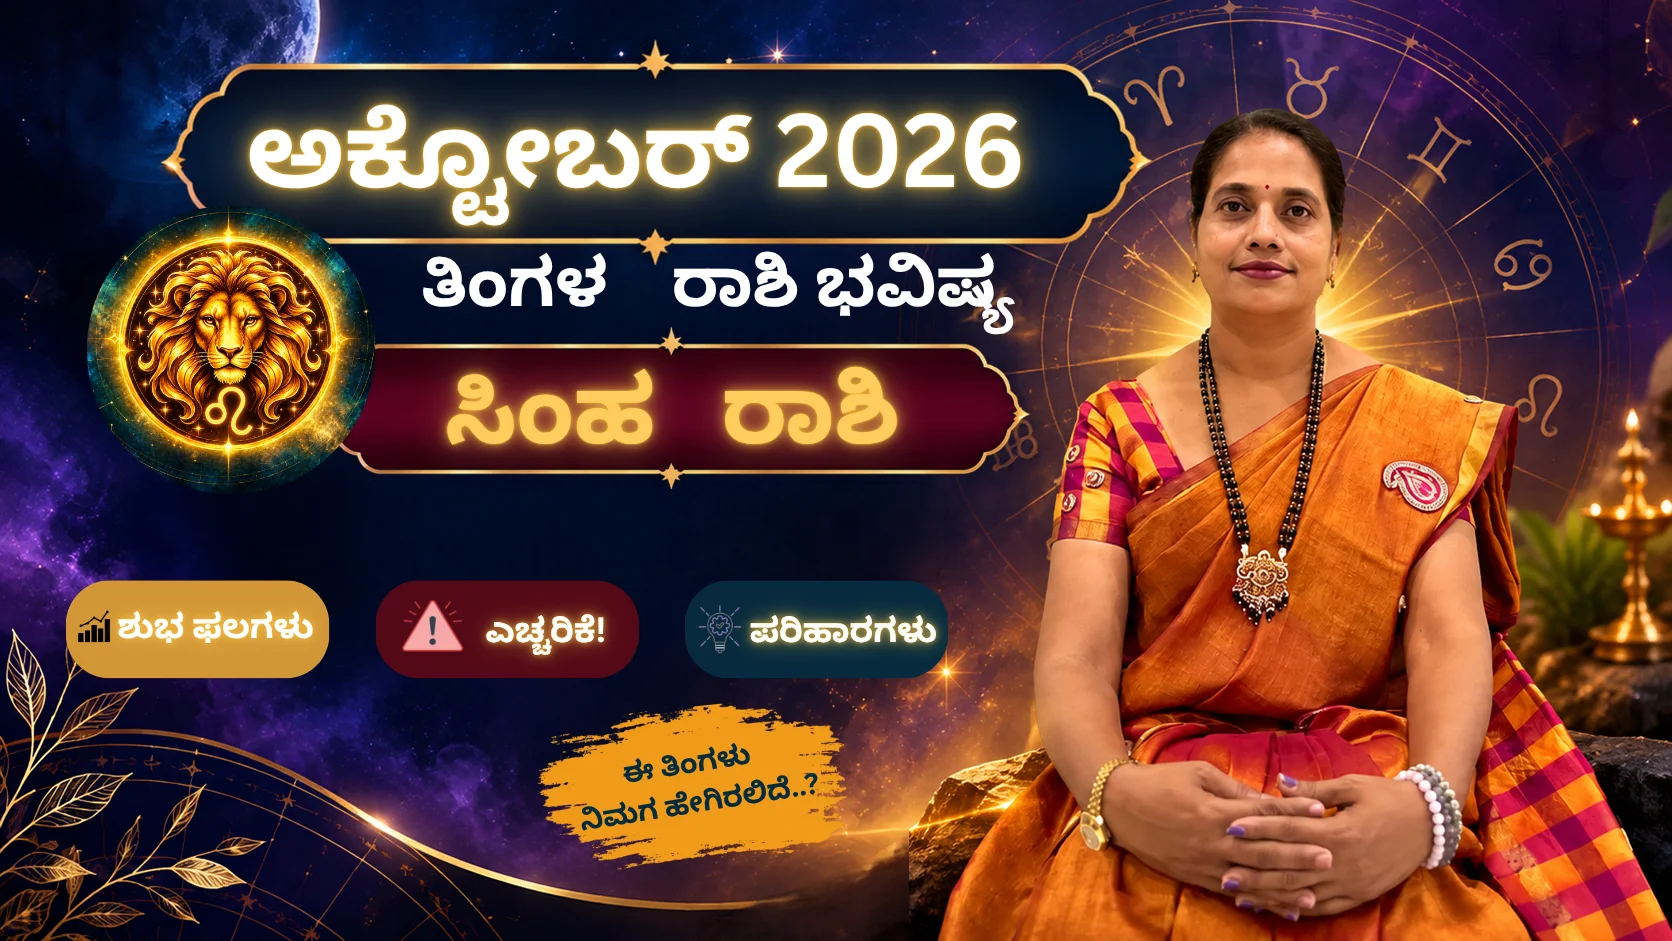 ಅಕ್ಟೋಬರ್ 2026
ತಿಂಗಳ ರಾಶಿ ಭವಿಷ್ಯ
ಸಿಂಹ ರಾಶಿ
ಶುಭ ಫಲಗಳು
ಎಚ್ಚರಿಕೆ!
ಪರಿಹಾರಗಳು
ಈ ತಿಂಗಳು
ನಿಮಗ ಹೇಗಿರಲಿದೆ..?